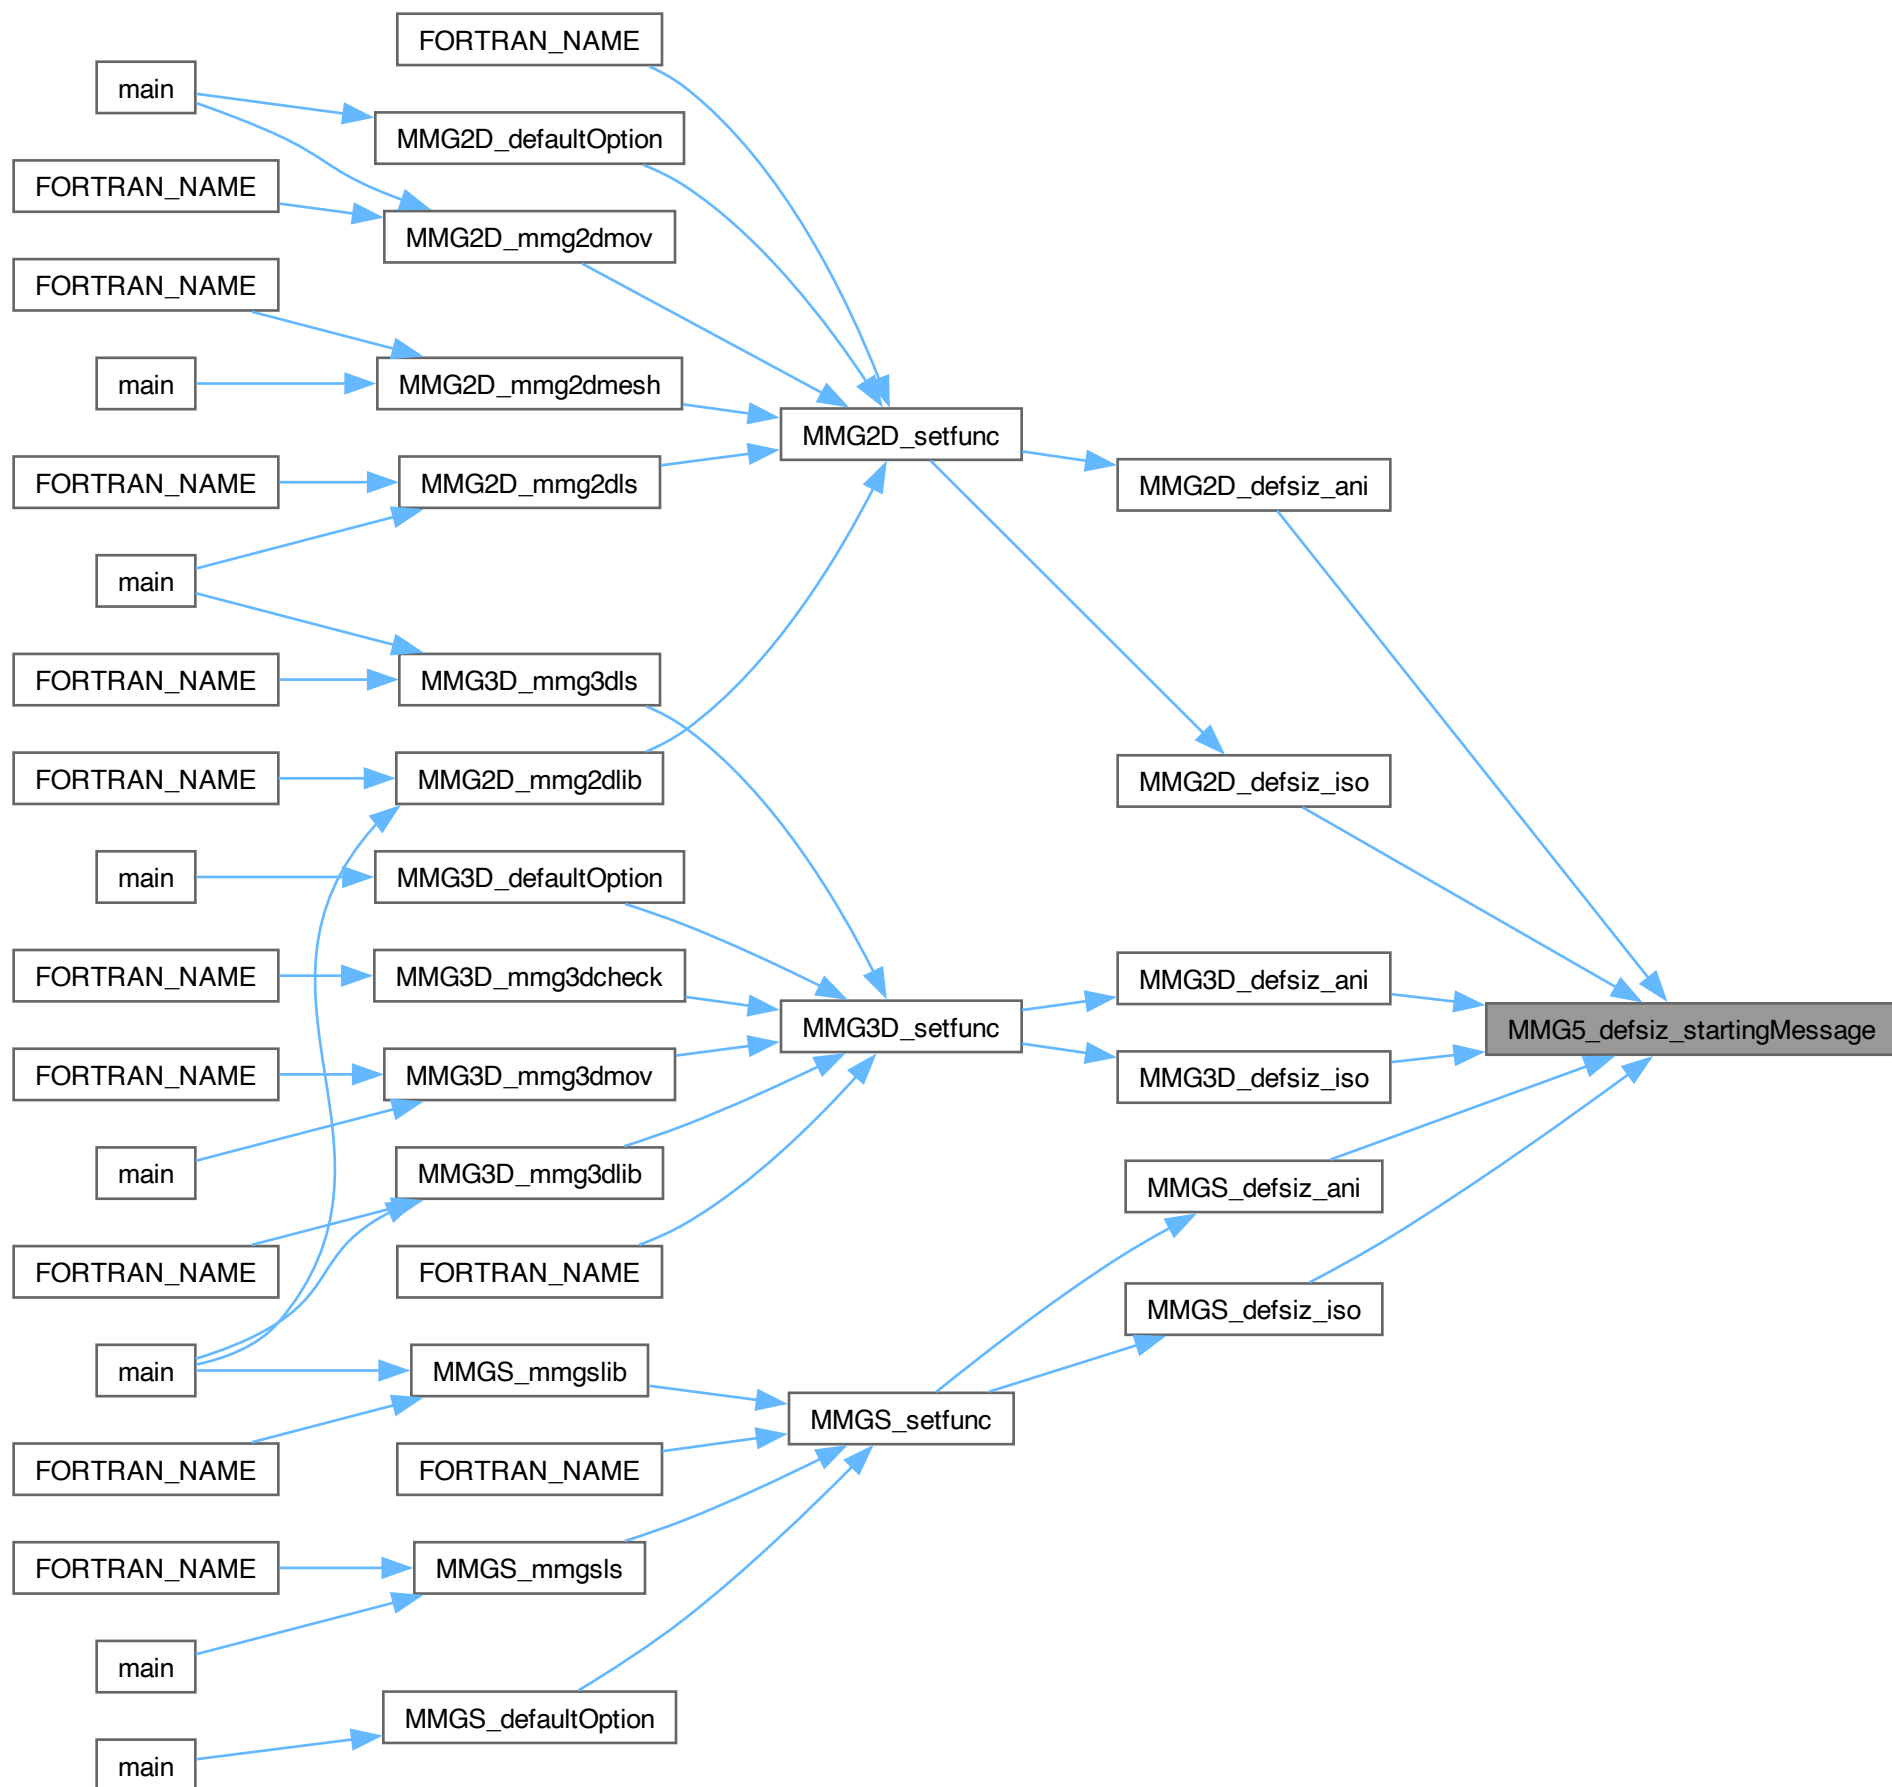 FORTRAN_NAME
main
MMG2D_defaultOption
FORTRAN_NAME
MMG2D_mmg2dmov
FORTRAN_NAME
main
MMG2D_mmg2dmesh
MMG2D_setfunc
FORTRAN_NAME
MMG2D_mmg2dls
MMG2D_defsiz_ani
main
FORTRAN_NAME
MMG3D_mmg3dls
FORTRAN_NAME
MMG2D_mmg2dlib
MMG2D_defsiz_iso
main
MMG3D_defaultOption
FORTRAN_NAME
MMG3D_mmg3dcheck
MMG3D_defsiz_ani
MMG3D_setfunc
MMG5_defsiz_startingMessage
FORTRAN_NAME
MMG3D_mmg3dmov
MMG3D_defsiz_iso
main
MMG3D_mmg3dlib
MMGS_defsiz_ani
FORTRAN_NAME
FORTRAN_NAME
MMGS_defsiz_iso
main
MMGS_mmgslib
MMGS_setfunc
FORTRAN_NAME
FORTRAN_NAME
FORTRAN_NAME
MMGS_mmgsls
main
MMGS_defaultOption
main